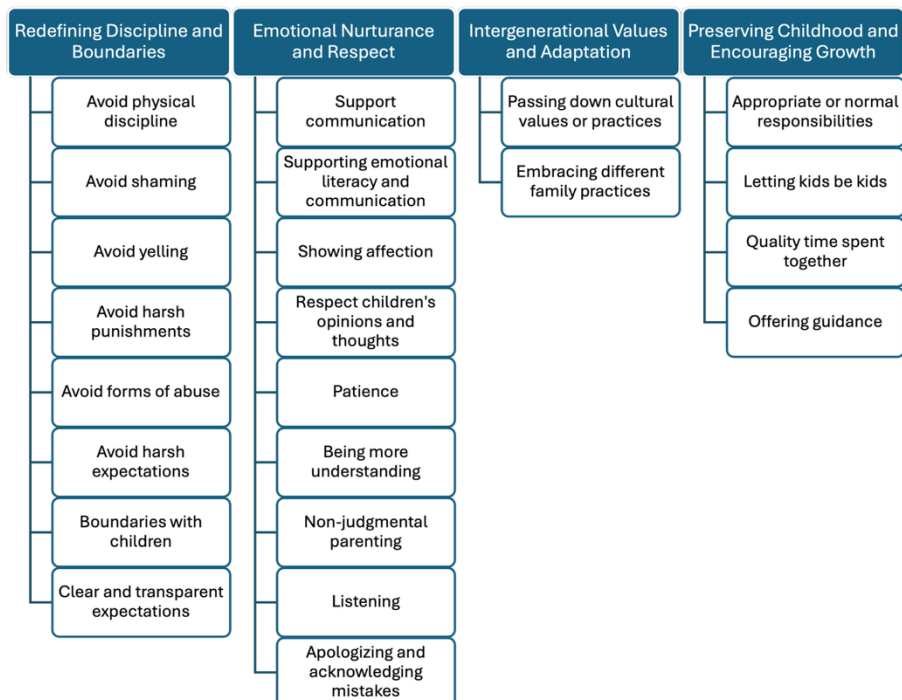 Redefining Discipline and
Boundaries
Avoid physical
discipline
Avoid shaming
Avoid yelling
Avoid harsh
punishments
Avoid forms of abuse
Avoid harsh
expectations
Boundaries with
children
Clear and transparent
expectations
Emotional Nurturance
and Respect
Support
communication
Supporting emotional
literacy and
communication
Showing affection
Respect children's
opinions and
thoughts
Patience
Being more
understanding
Non-judgmental
parenting
Listening
Apologizing and
acknowledging
mistakes
Intergenerational Values
and Adaptation
Passing down cultural
values or practices
Embracing different
family practices
Preserving Childhood and
Encouraging Growth
Appropriate or normal
responsibilities
Letting kids be kids
Quality time spent
together
Offering guidance